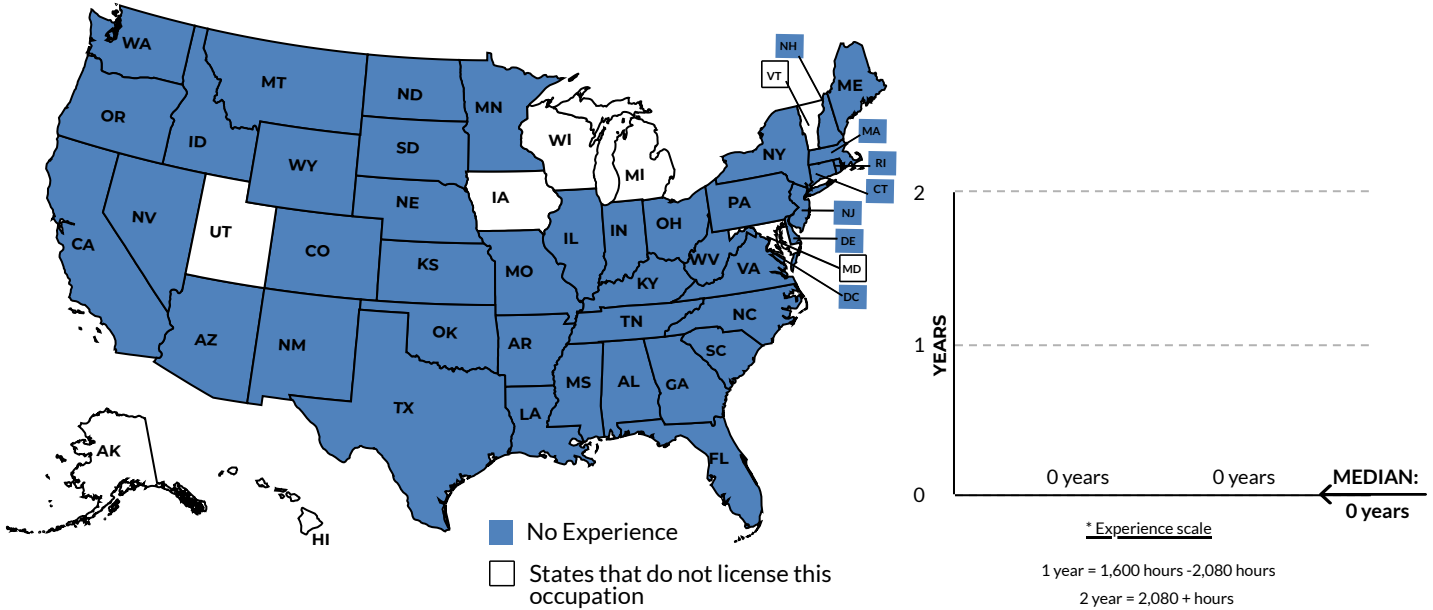 WA
MT
ND
MN
OR
ID
WY
SD
WI
MI
NY
ME
NH
VT
MA
RI
CT
NJ
DE
MD
DC
NV
CA
UT
CO
NE
IA
IL
IN
OH
PA
KS
MO
KY
WV
VA
AZ
NM
OK
AR
TN
NC
SC
TX
LA
MS
AL
GA
FL
AK
HI
No Experience
States that do not license this
occupation
YEARS
2
1
0
0 years
0 years
MEDIAN:
0 years
* Experience scale
1 year = 1,600 hours -2,080 hours
2 year = 2,080 + hours